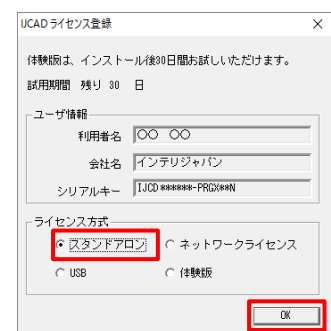 IJCAD ライセンス登録
体験版は、インストール後30日間お試しいただけます。
試用期間 残り 30 日
ユーザ情報
利用者名 〇〇 〇〇
会社名 インテリジャパン
シリアルキー IJCD******-PRGX**N
ライセンス方式
スタンドアロン ネットワークライセンス
USB 体験版
OK